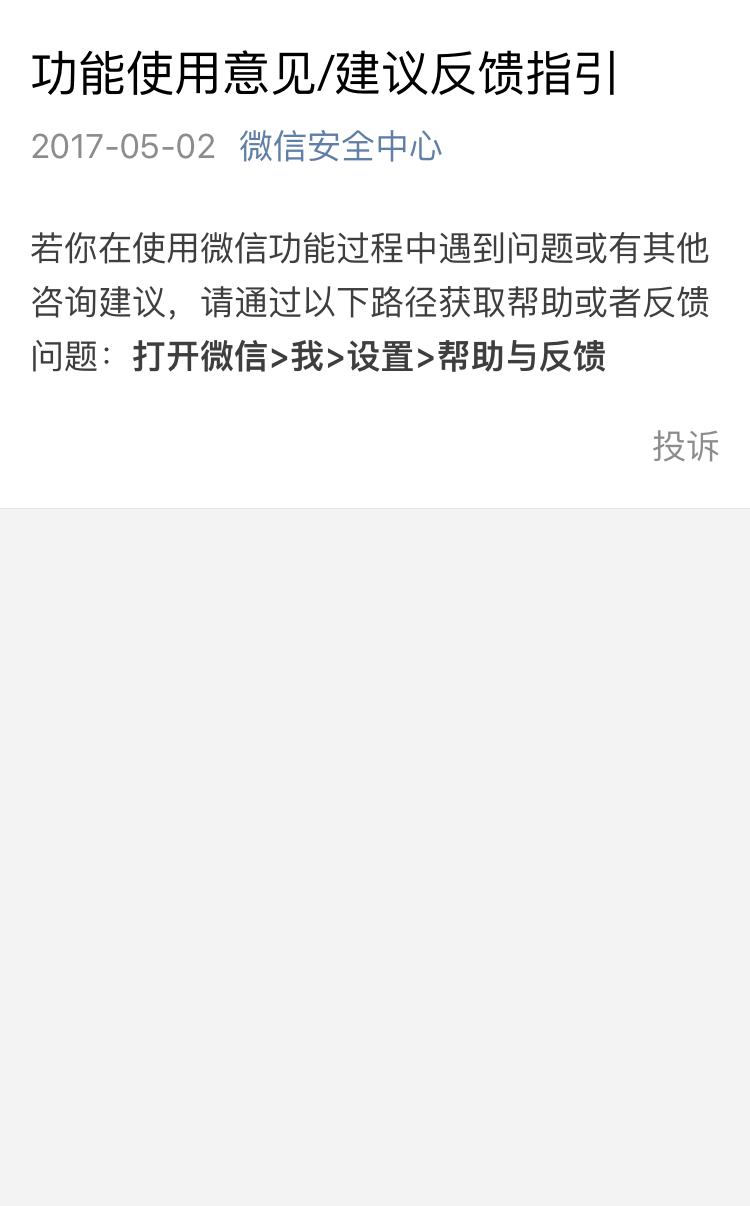 功能使用意见/建议反馈指引
2017-05-02 微信安全中心
若你在使用微信功能过程中遇到问题或有其他
咨询建议，请通过以下路径获取帮助或者反馈
问题：打开微信>我>设置>帮助与反馈
投诉